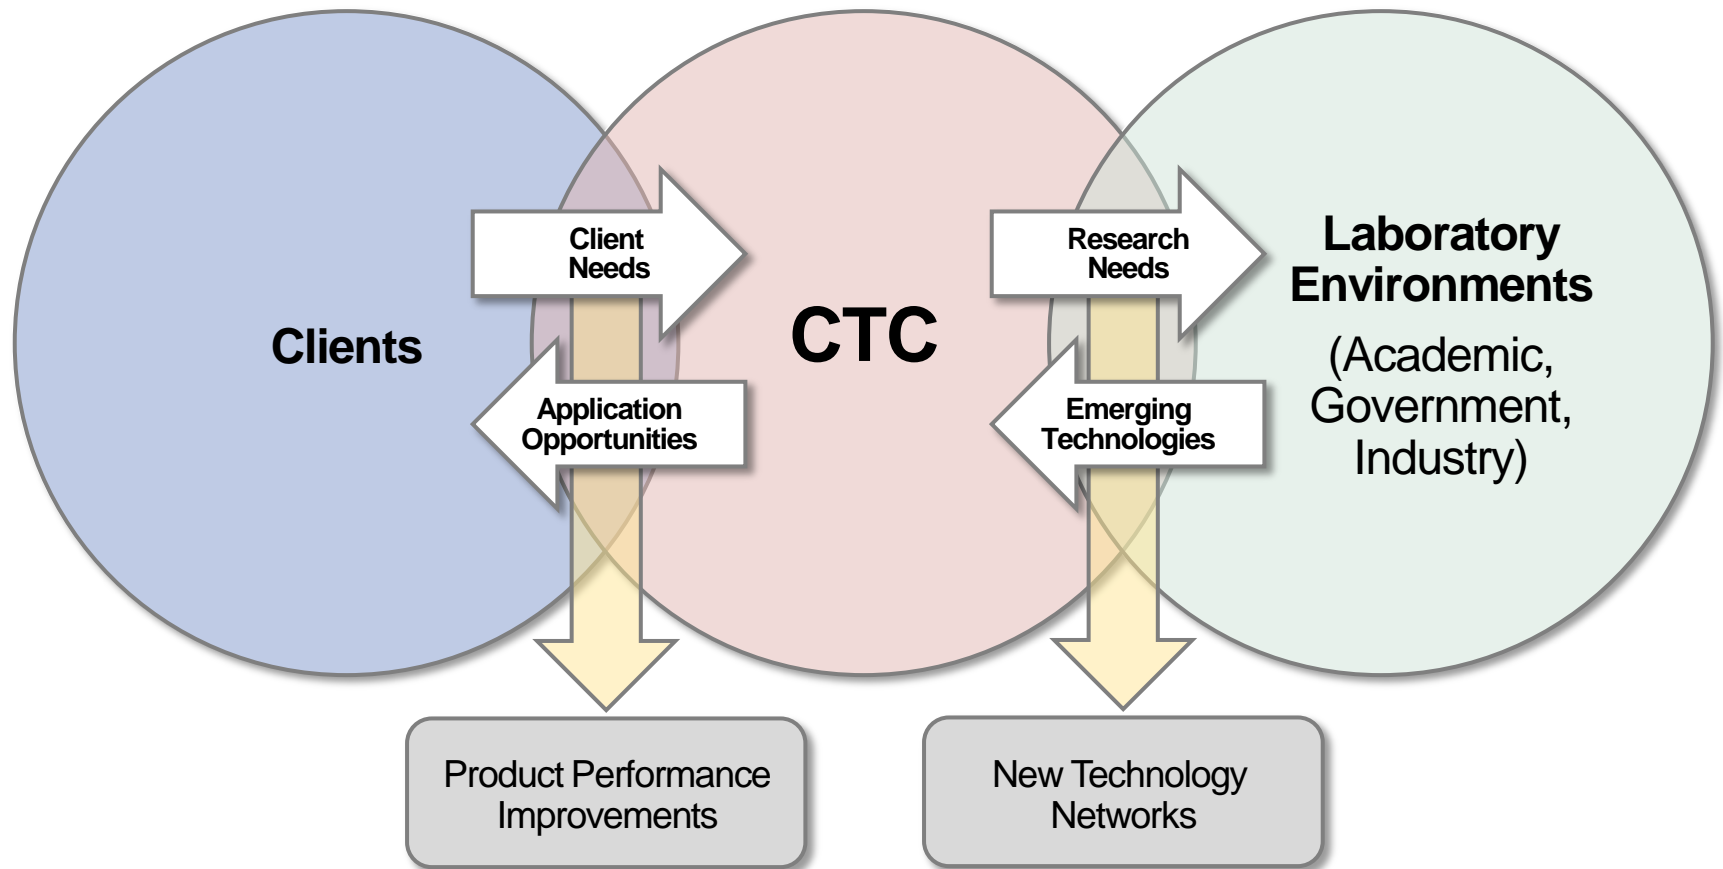 Clients
Client
Needs
Application
Opportunities
CTC
Research
Needs
Emerging
Technologies
Laboratory
Environments
(Academic,
Government,
Industry)
Product Performance
Improvements
New Technology
Networks